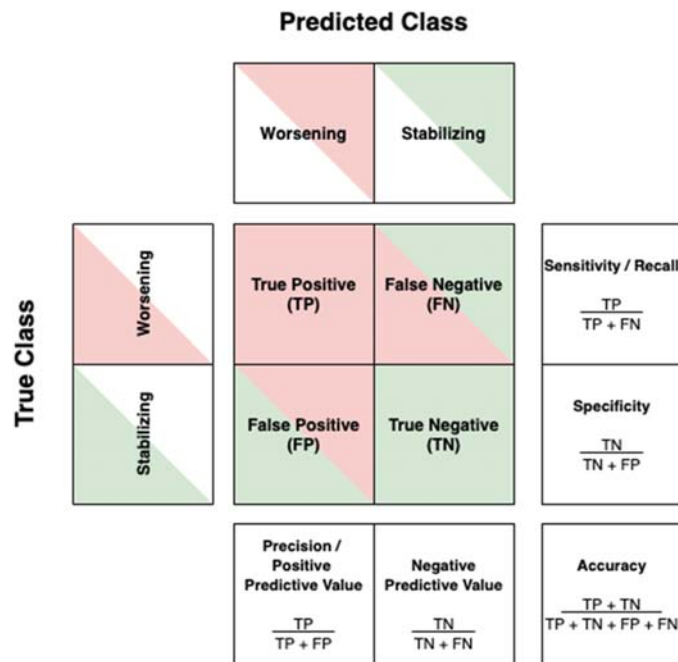 Predicted Class
Worsening
Stabilizing
True Class
Worsening
True Positive
(TP)
False Negative
(FN)
Sensitivity / Recall
TP
TP + FN
Stabilizing
False Positive
(FP)
True Negative
(TN)
Specificity
TN
TN + FP
Precision /
Positive
Predictive Value
TP
TP + FP
Negative
Predictive Value
TN
TN + FN
Accuracy
TP + TN
TP + TN + FP + FN